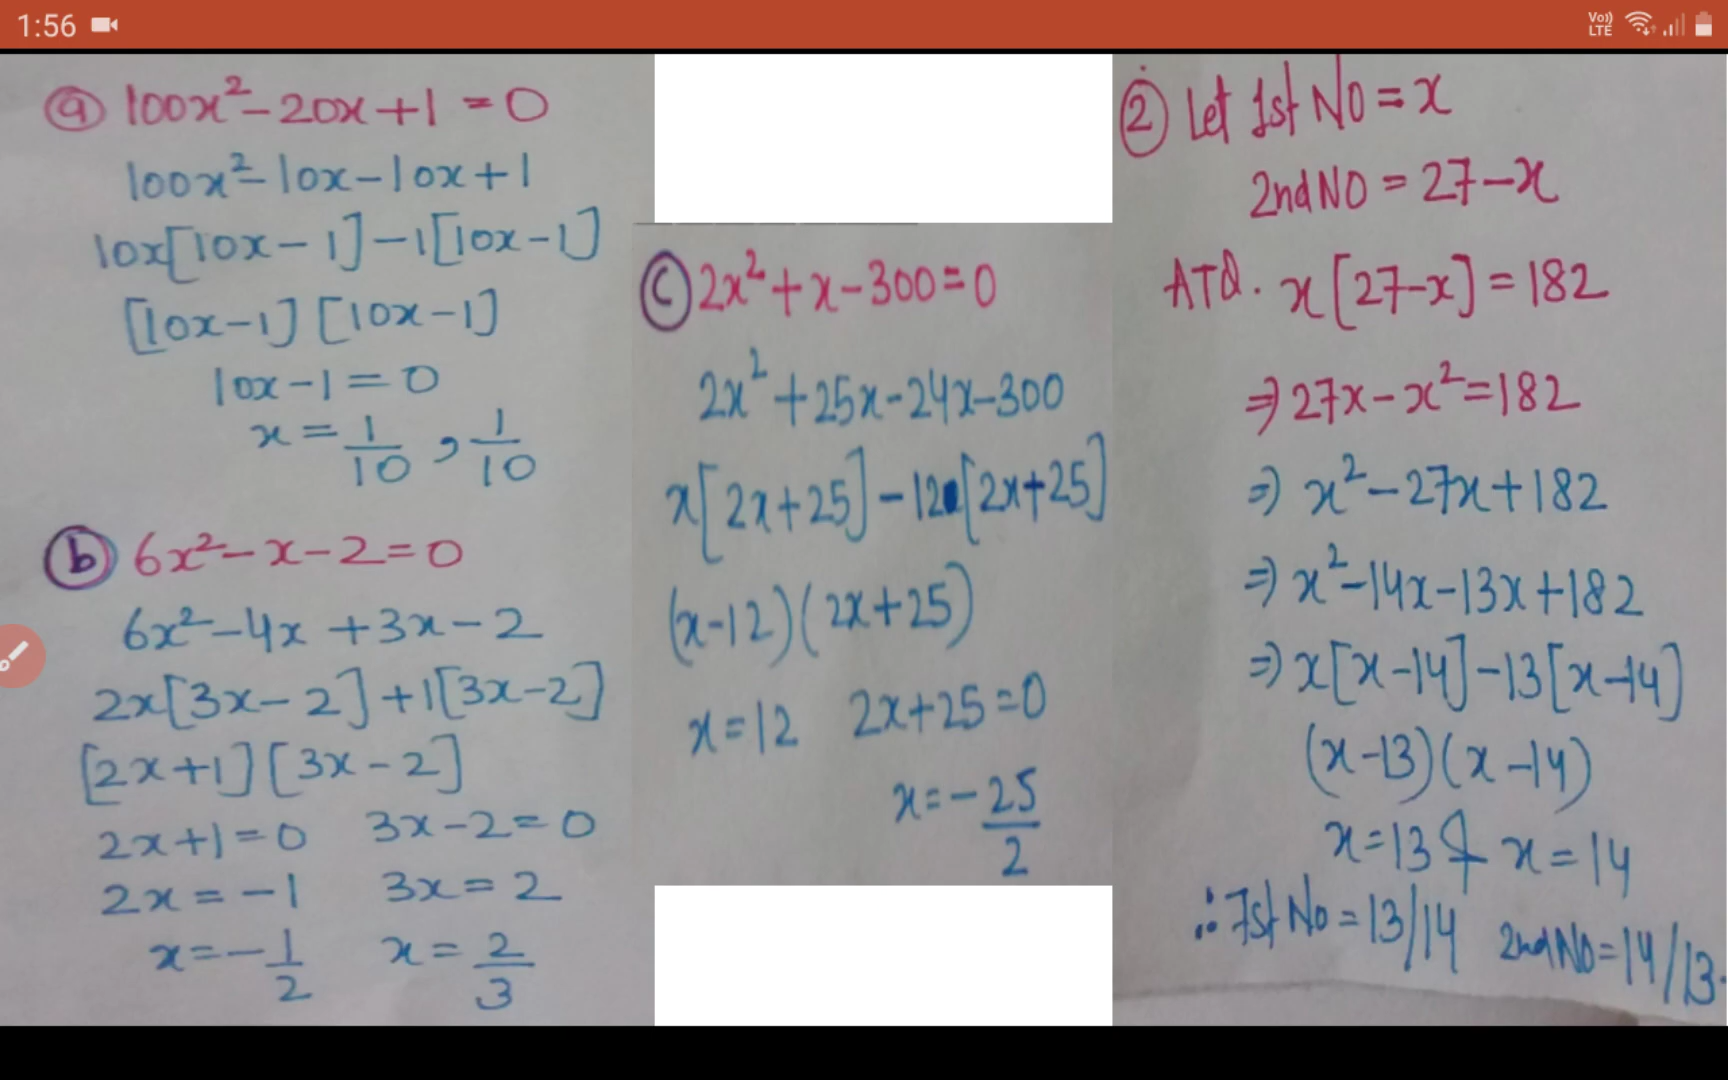 1:56
Vo)) LTE
(a) 100x² - 20x + 1 = 0
100x² - 10x - 10x + 1
10x[10x - 1] - 1[10x - 1]
[10x - 1] [10x - 1]
10x - 1 = 0
x = 1/10 , 1/10
(b) 6x² - x - 2 = 0
6x² - 4x + 3x - 2
2x[3x - 2] + 1[3x - 2]
[2x + 1] [3x - 2]
2x + 1 = 0 3x - 2 = 0
2x = -1 3x = 2
x = -1/2 x = 2/3
(c) 2x² + x - 300 = 0
2x² + 25x - 24x - 300
x[2x + 25] - 12[2x + 25]
(x - 12)(2x + 25)
x = 12 2x + 25 = 0
x = -25/2
(2) Let 1st No = x
2nd NO = 27 - x
ATQ. x[27 - x] = 182
⇒ 27x - x² = 182
⇒ x² - 27x + 182
⇒ x² - 14x - 13x + 182
⇒ x[x - 14] - 13[x - 14]
(x - 13)(x - 14)
x = 13 & x = 14
∴ 1st No = 13/14 2nd No = 14/13.